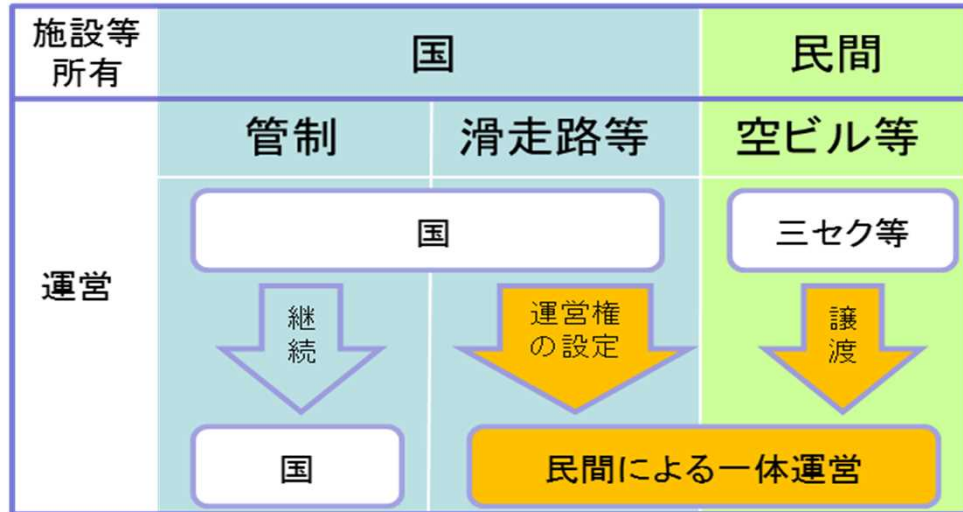 施設等
所有
国
民間
管制
滑走路等
空ビル等
運営
国
三セク等
継
続
運営権
の設定
譲
渡
国
民間による一体運営